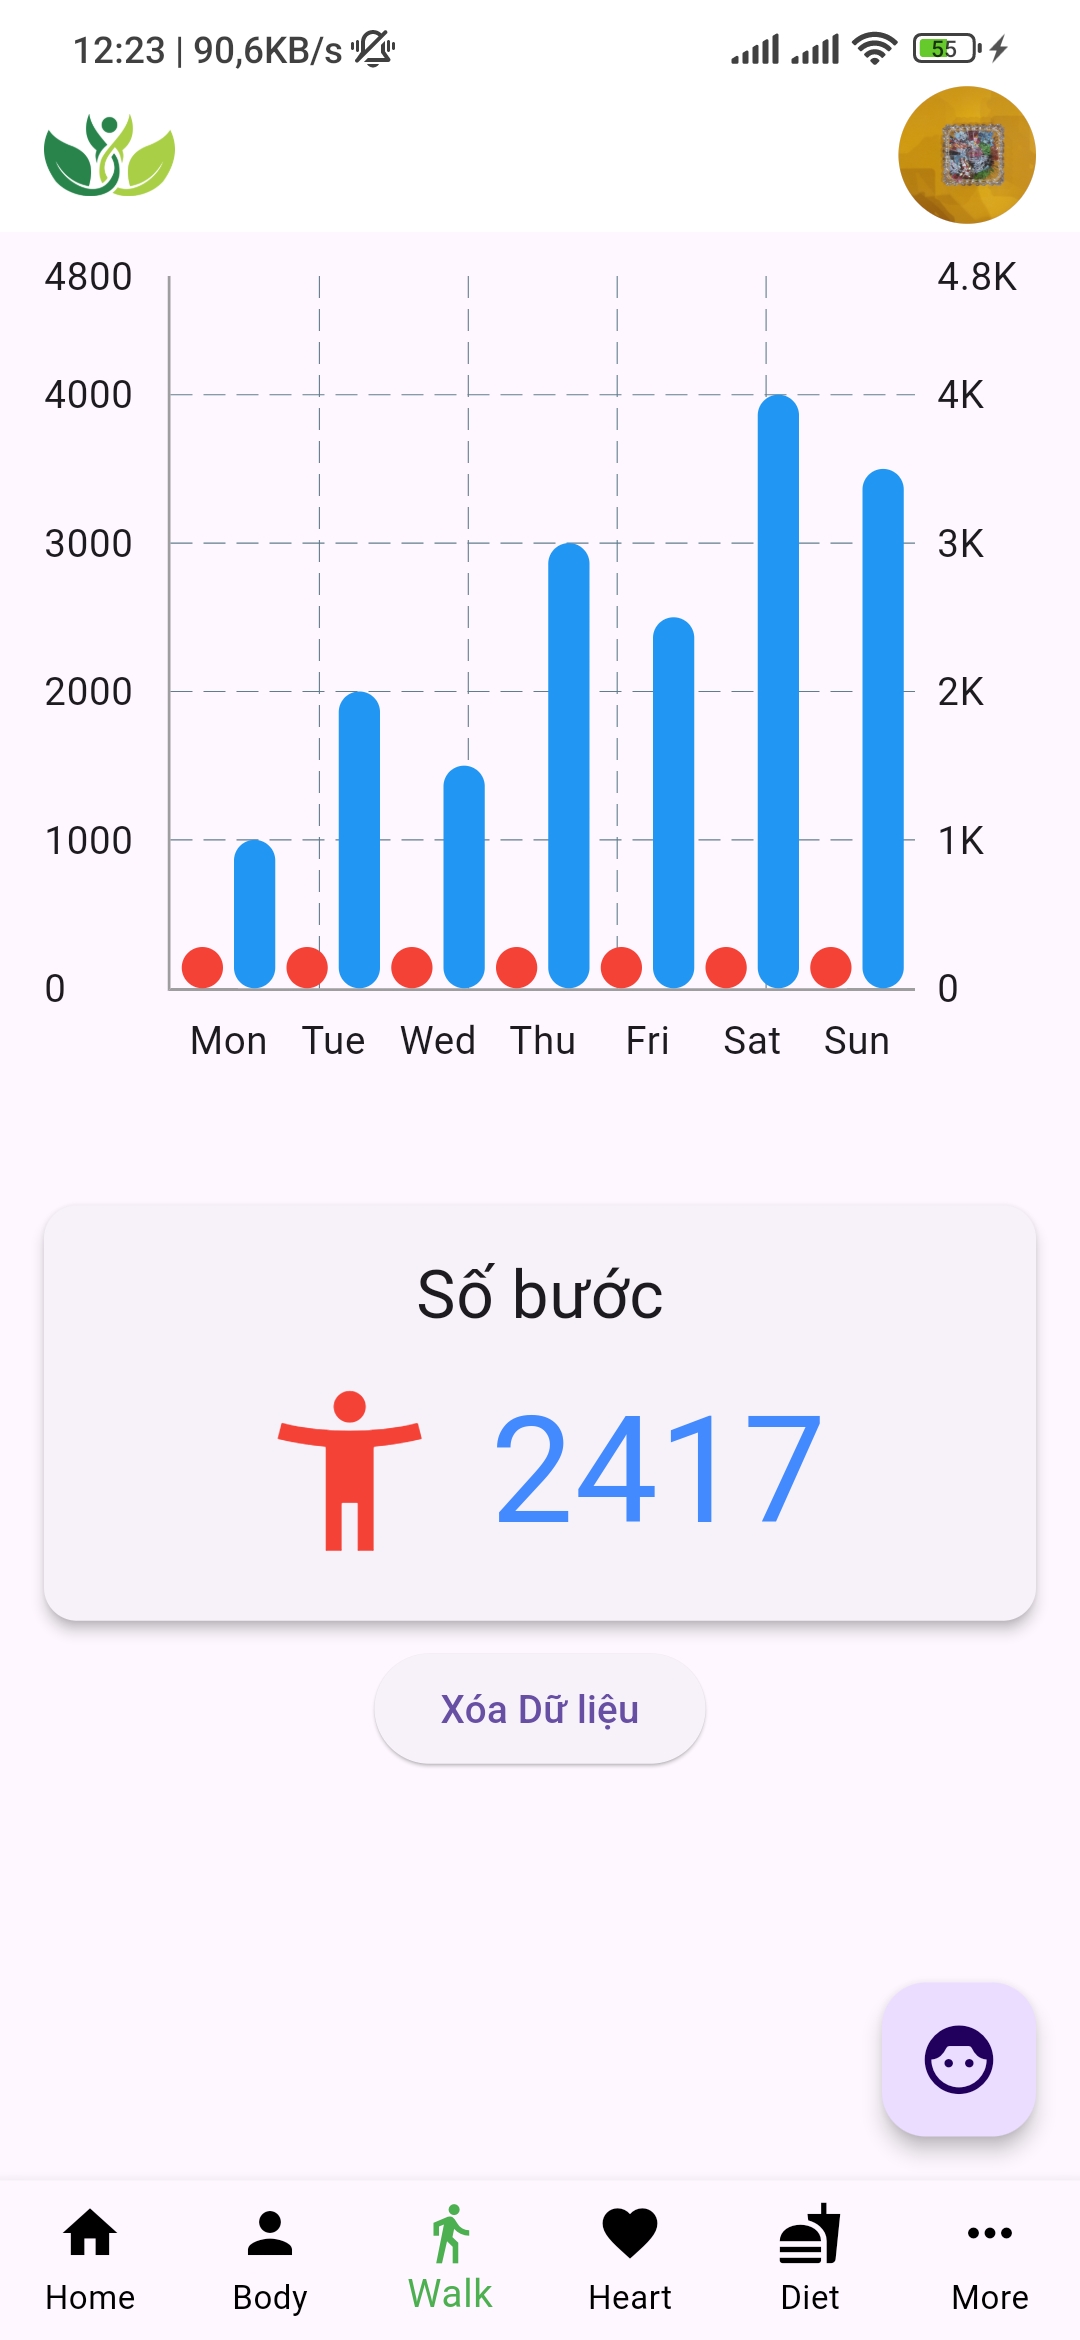 12:23 | 90,6KB/s 55
4800 4.8K
4000 4K
3000 3K
2000 2K
1000 1K
0 0
Mon Tue Wed Thu Fri Sat Sun
Số bước
2417
Xóa Dữ liệu
Home Body Walk Heart Diet More